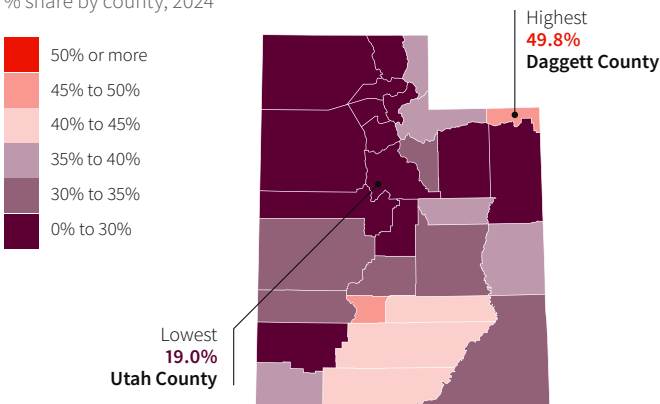 % share by county, 2024
50% or more
45% to 50%
40% to 45%
35% to 40%
30% to 35%
0% to 30%
Highest
49.8%
Daggett County
Lowest
19.0%
Utah County